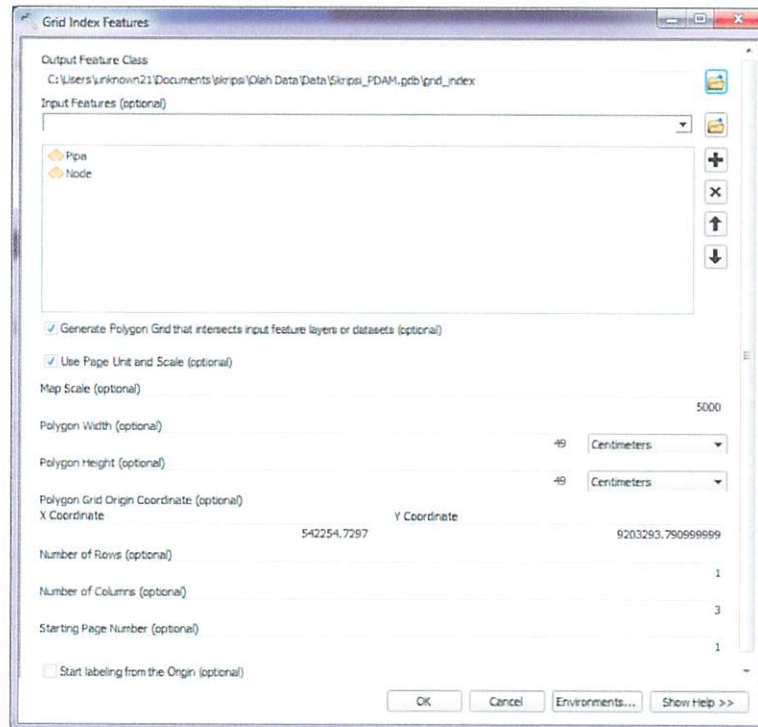 Grid Index Features
Output Feature Class
C:\Users\unknown21\Documents\skripsi\Olah Data\Data\Skripsi_PDAM.gdb\grid_index
Input Features (optional)
Pipa
Node
Generate Polygon Grid that intersects input feature layers or datasets (optional)
Use Page Unit and Scale (optional)
Map Scale (optional)
5000
Polygon Width (optional)
49 Centimeters
Polygon Height (optional)
49 Centimeters
Polygon Grid Origin Coordinate (optional)
X Coordinate Y Coordinate
542254.7297 9203293.790999999
Number of Rows (optional)
1
Number of Columns (optional)
3
Starting Page Number (optional)
1
Start labeling from the Origin (optional)
OK Cancel Environments... Show Help >>